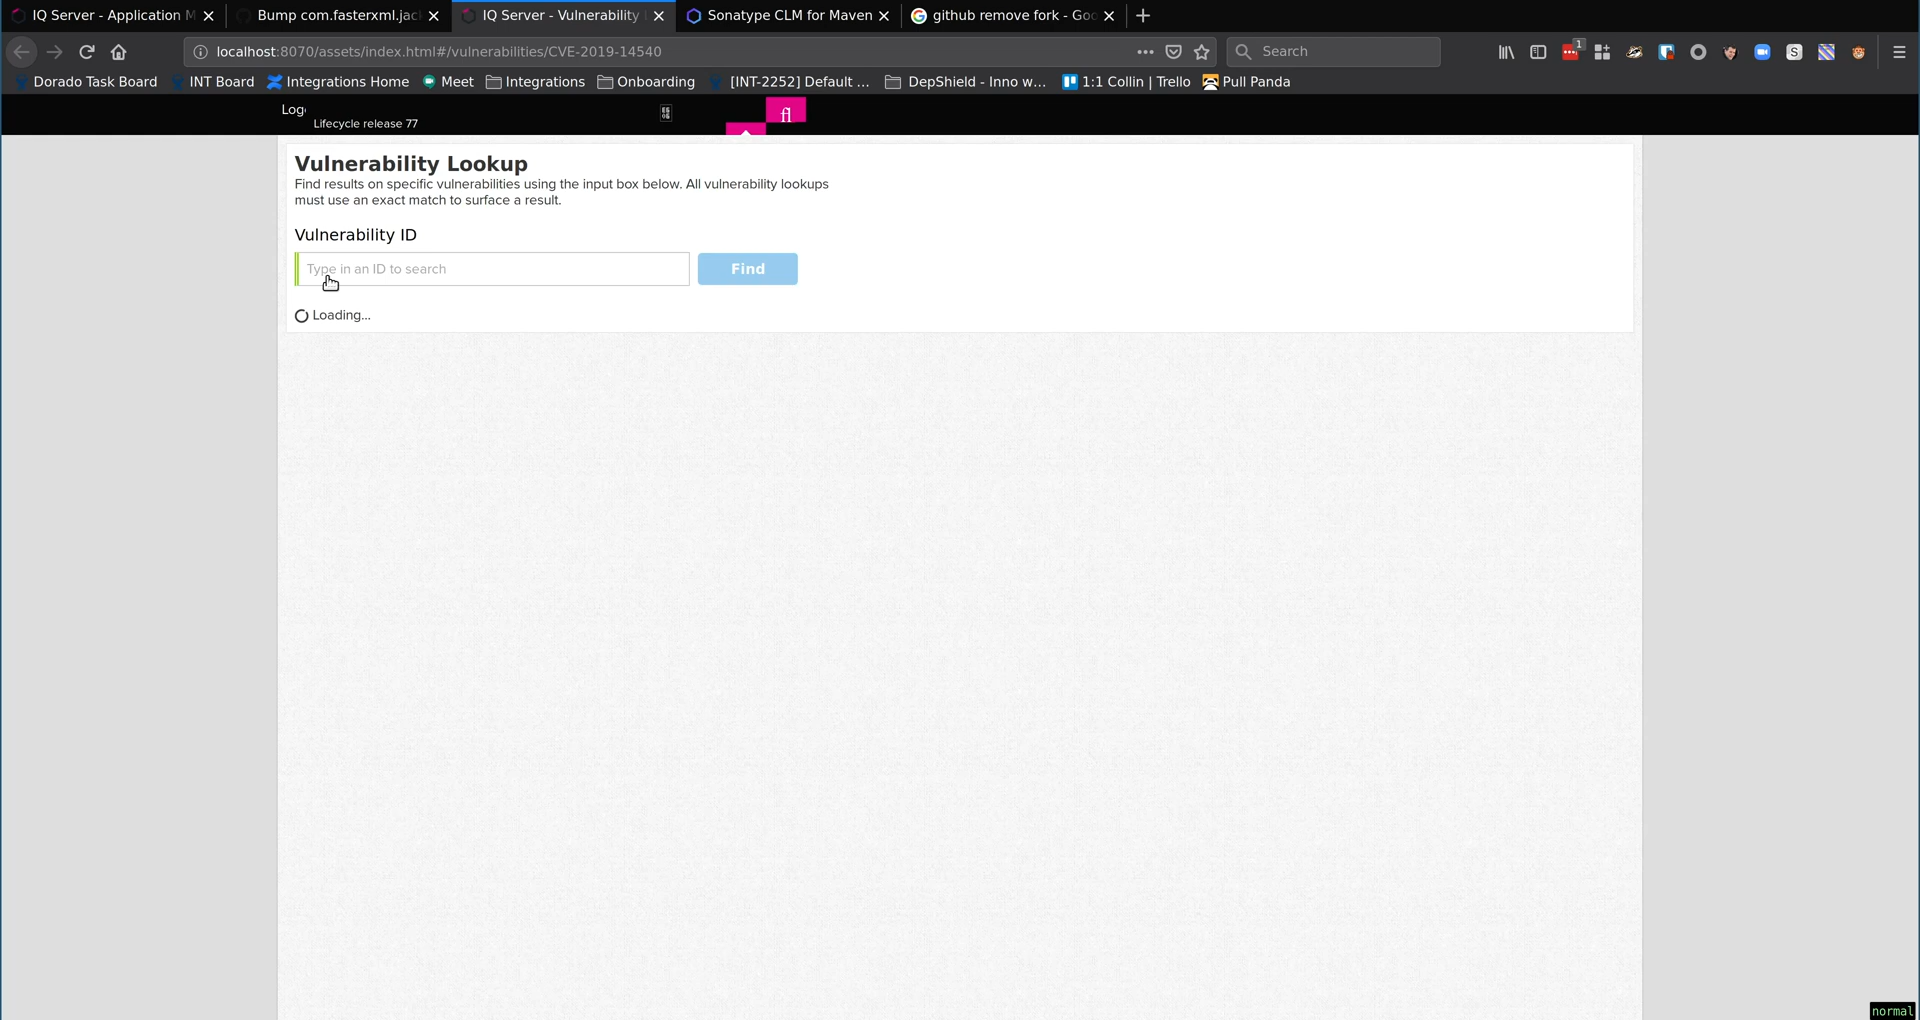 IQ Server - Application M
Bump com.fasterxml.jac
IQ Server - Vulnerability
Sonatype CLM for Maven
github remove fork - Goo
localhost:8070/assets/index.html#/vulnerabilities/CVE-2019-14540
Search
1
S
Dorado Task Board
INT Board
Integrations Home
Meet
Integrations
Onboarding
[INT-2252] Default ...
DepShield - Inno w...
1:1 Collin | Trello
Pull Panda
Log
Lifecycle release 77
fl
Vulnerability Lookup
Find results on specific vulnerabilities using the input box below. All vulnerability lookups
must use an exact match to surface a result.
Vulnerability ID
Type in an ID to search
Find
Loading...
normal